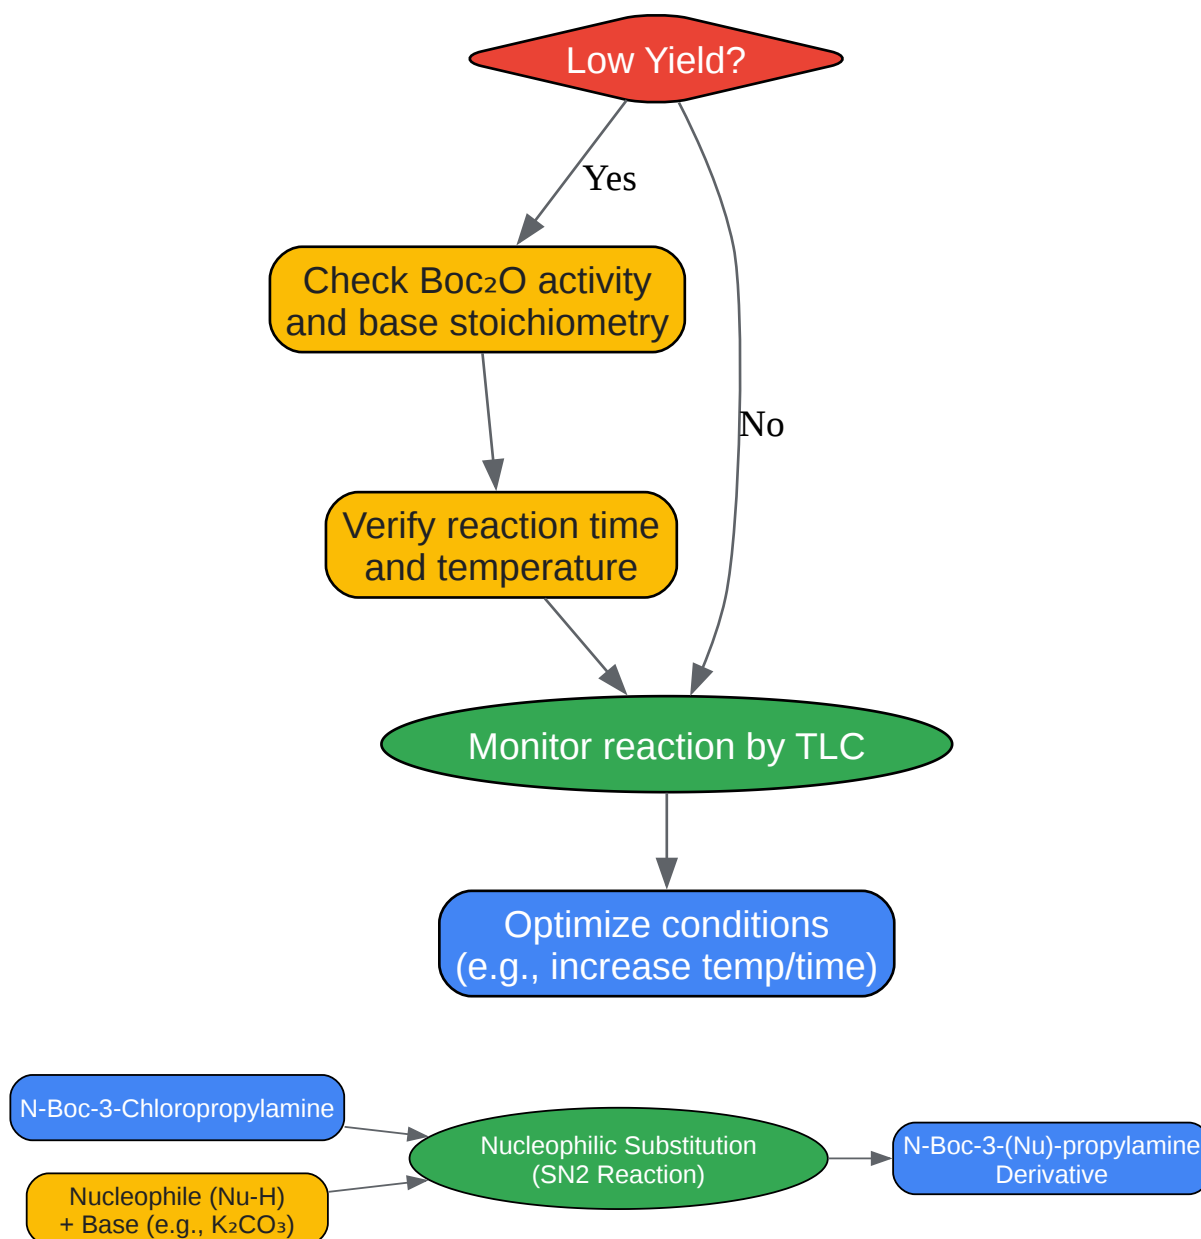 Low Yield?
Yes
Check Boc₂O activity
and base stoichiometry
No
Verify reaction time
and temperature
Monitor reaction by TLC
Optimize conditions
(e.g., increase temp/time)
N-Boc-3-Chloropropylamine
Nucleophile (Nu-H)
+ Base (e.g., K₂CO₃)
Nucleophilic Substitution
(SN2 Reaction)
N-Boc-3-(Nu)-propylamine
Derivative